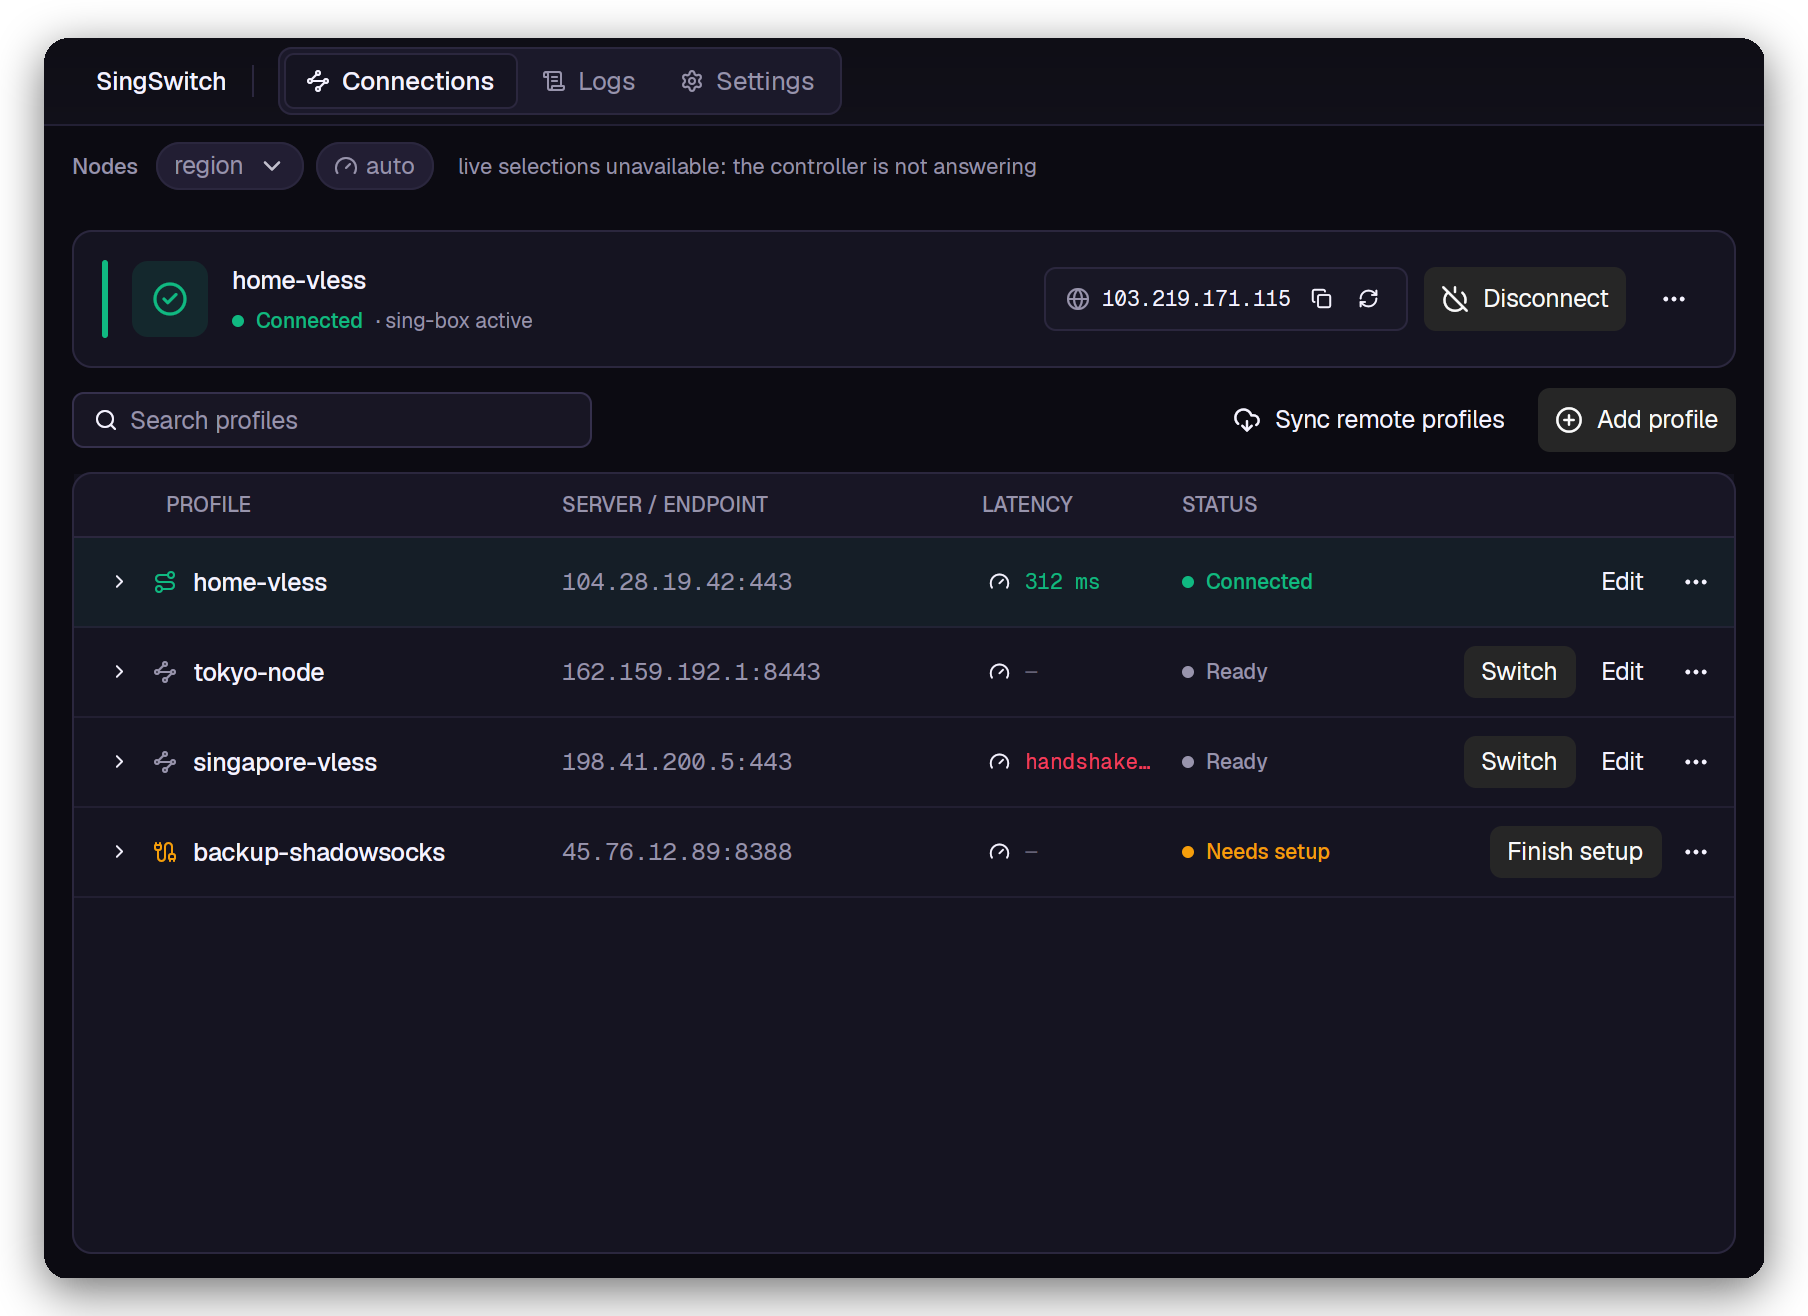 SingSwitch Connections Logs Settings
Nodes region auto live selections unavailable: the controller is not answering
home-vless
Connected · sing-box active
103.219.171.115 Disconnect
Search profiles Sync remote profiles Add profile
PROFILE SERVER / ENDPOINT LATENCY STATUS
home-vless 104.28.19.42:443 312 ms Connected Edit
tokyo-node 162.159.192.1:8443 – Ready Switch Edit
singapore-vless 198.41.200.5:443 handshake… Ready Switch Edit
backup-shadowsocks 45.76.12.89:8388 – Needs setup Finish setup